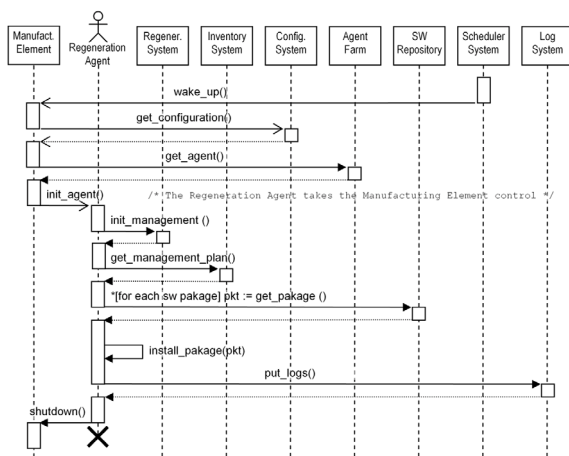 Manufact.
Element
Regeneration
Agent
Regener.
System
Inventory
System
Config.
System
Agent
Farm
SW
Repository
Scheduler
System
Log
System
wake_up()
get_configuration()
get_agent()
init_agent()
/* The Regeneration Agent takes the Manufacturing Element control */
init_management ()
get_management_plan()
*[for each sw pakage] pkt := get_pakage ()
install_pakage(pkt)
put_logs()
shutdown()